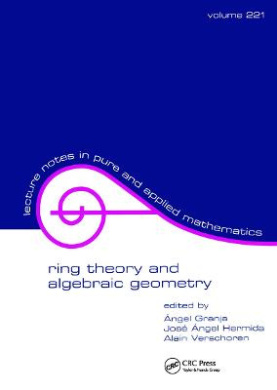 volume 221
lecture notes in pure and applied mathematics
ring theory and
algebraic geometry
edited by
Ángel Granja
José Ángel Hermida
Alain Verschoren
CRC Press
Taylor & Francis Group